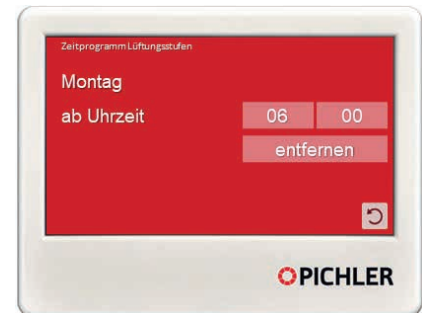 Zeitprogramm Lüftungsstufen
Montag
ab Uhrzeit 06 00
entfernen
PICHLER